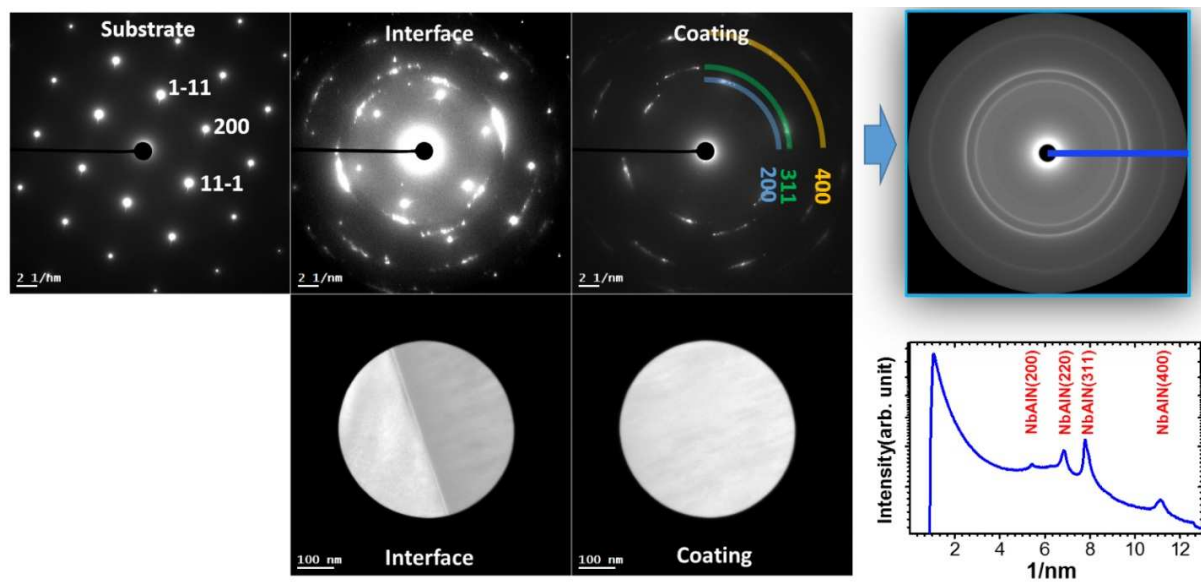 Substrate
1-11
200
11-1
2 1/nm
Interface
2 1/nm
Coating
200
311
400
2 1/nm
Interface
100 nm
Coating
100 nm
NbAlN(200)
NbAlN(220)
NbAlN(311)
NbAlN(400)
Intensity(arb. unit)
2 4 6 8 10 12
1/nm